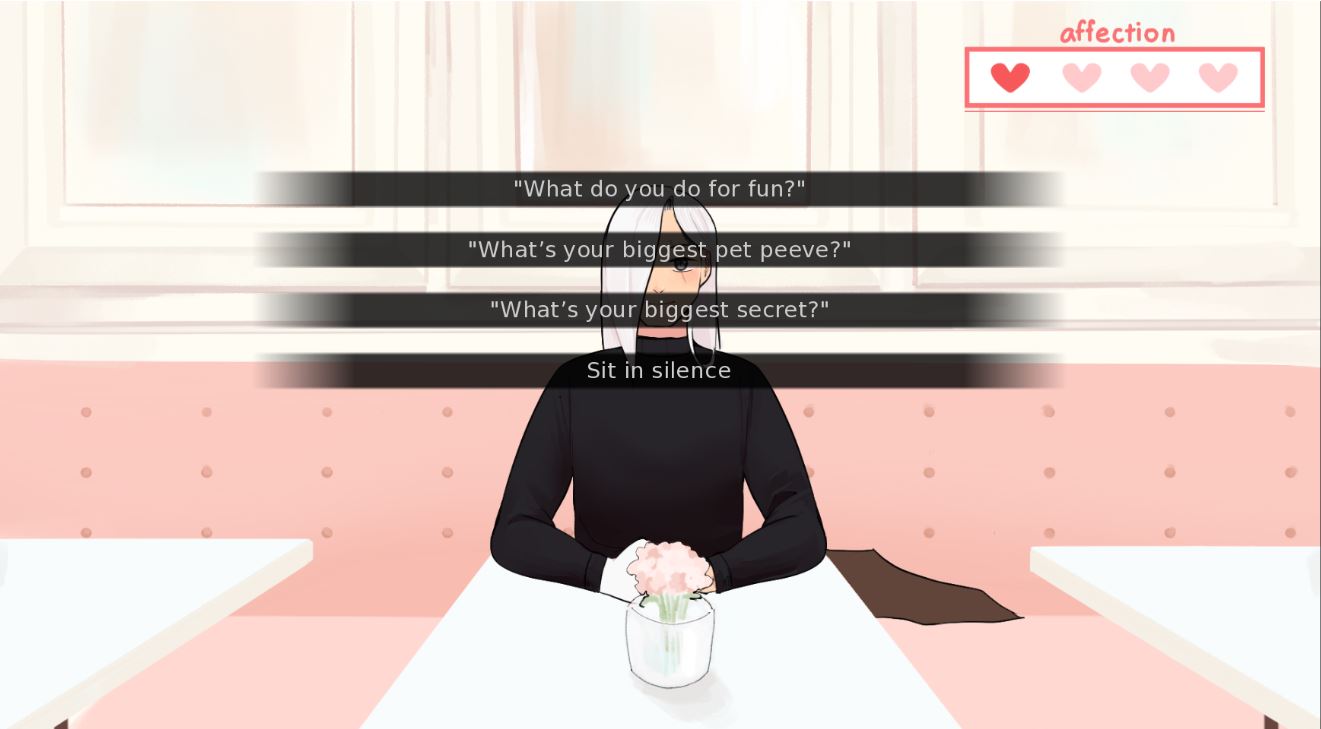 affection
"What do you do for fun?"
"What’s your biggest pet peeve?"
"What’s your biggest secret?"
Sit in silence